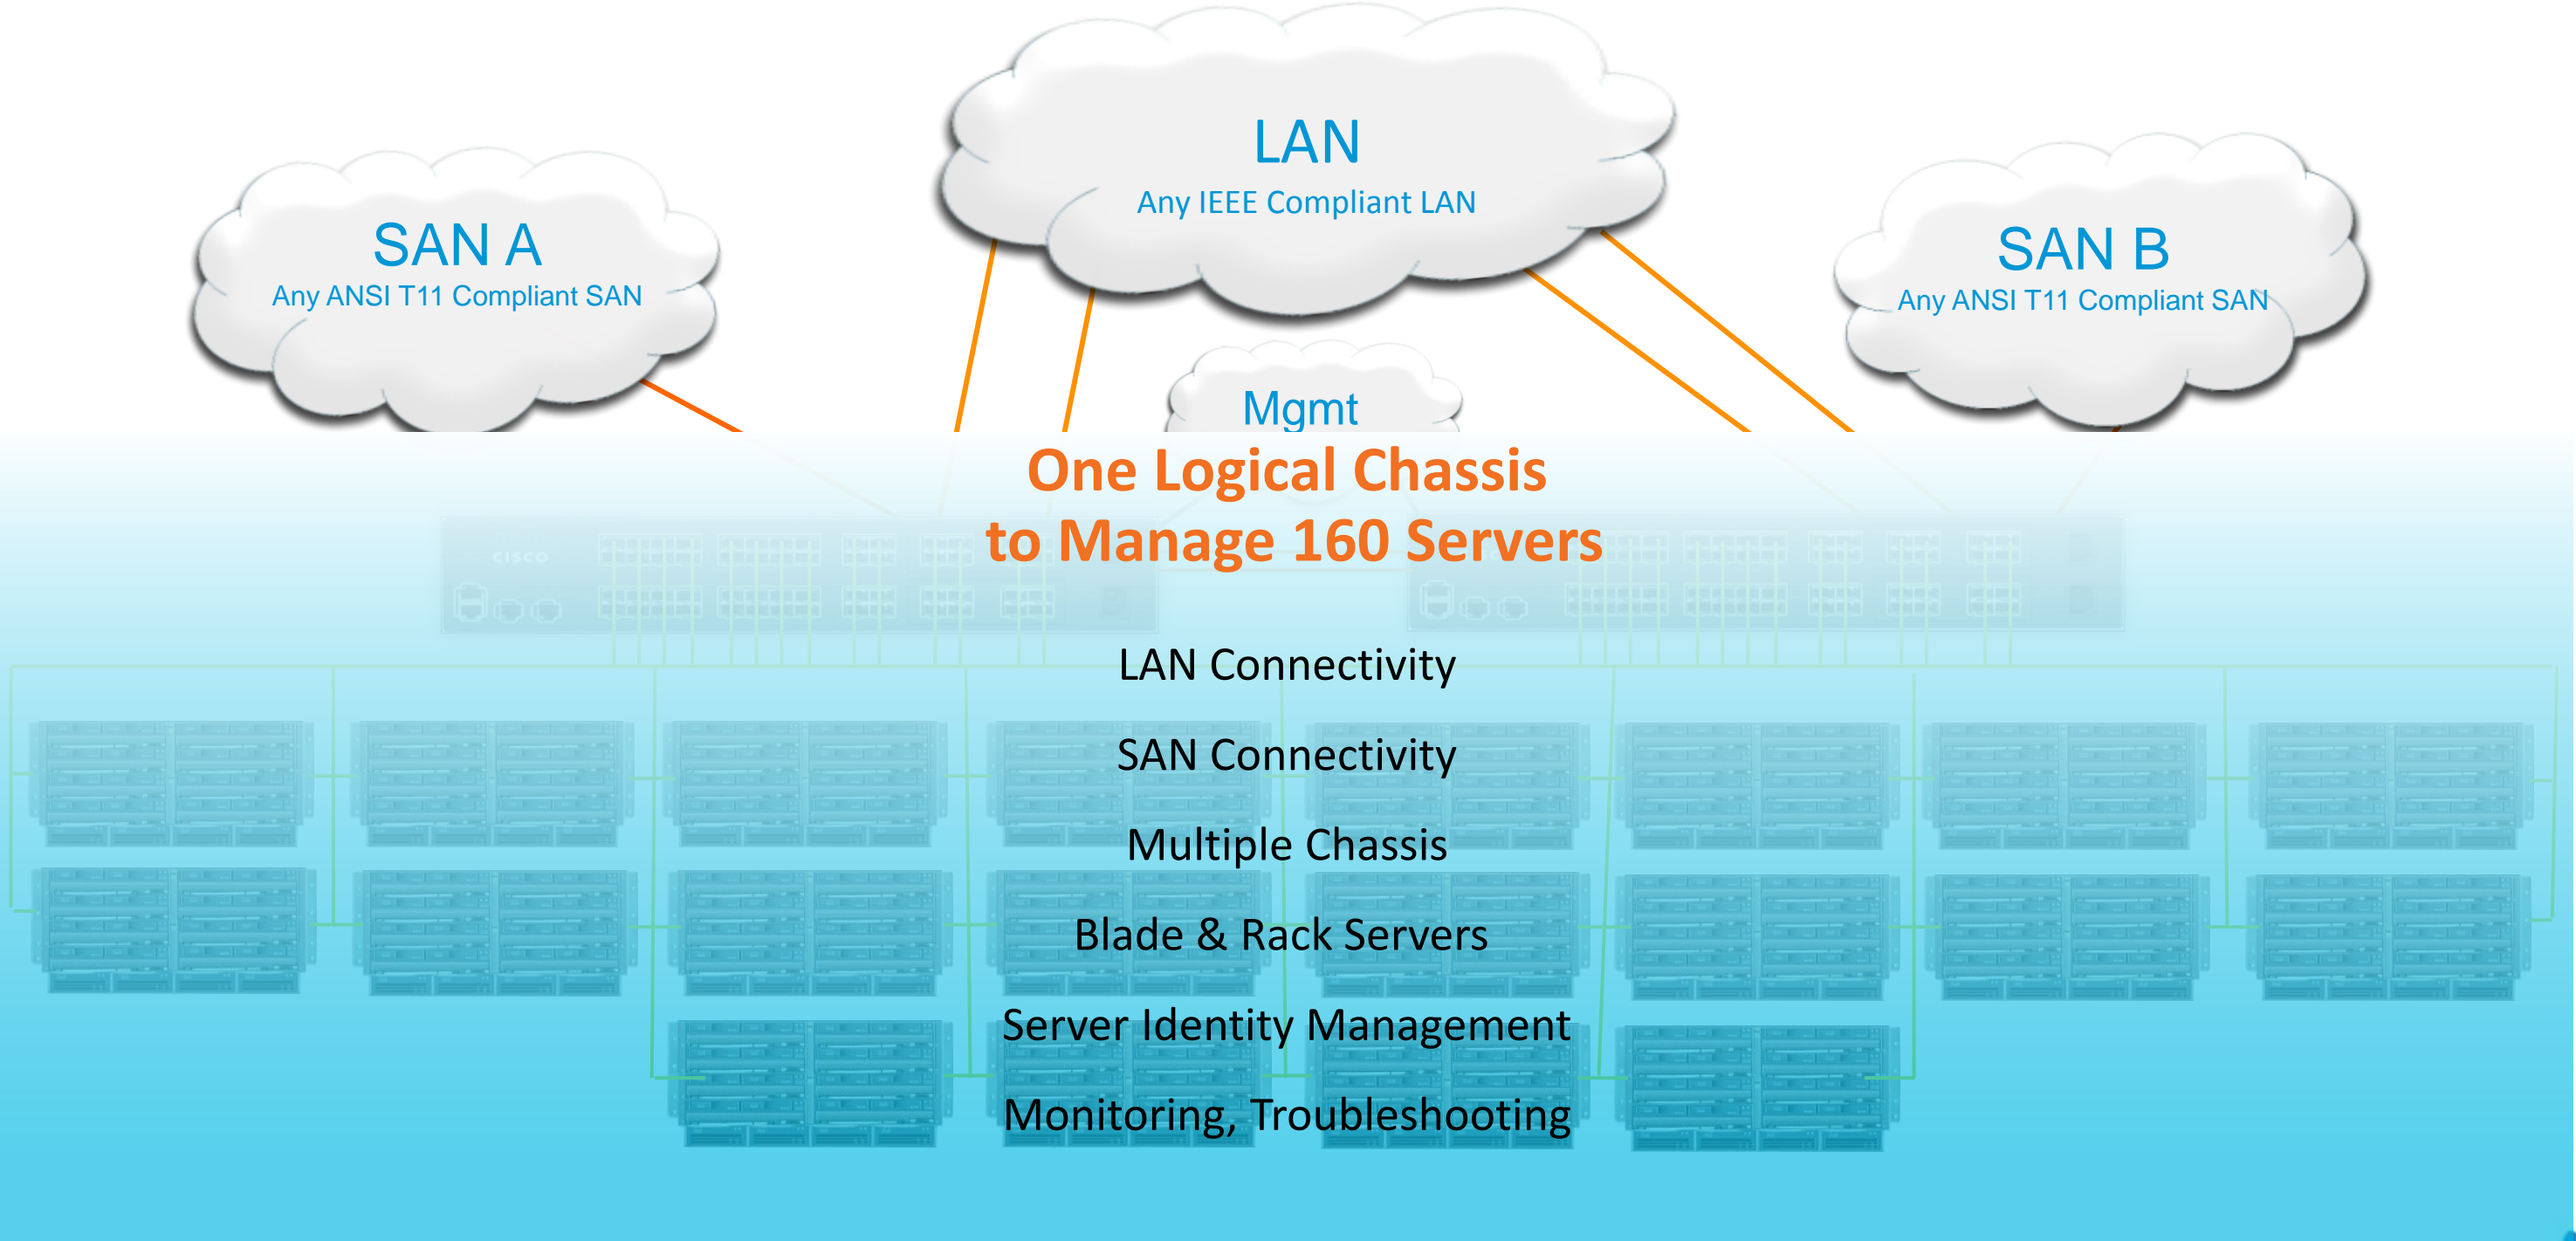 LAN
Any IEEE Compliant LAN
SAN A
Any ANSI T11 Compliant SAN
SAN B
Any ANSI T11 Compliant SAN
Mgmt
One Logical Chassis
to Manage 160 Servers
CISCO
LAN Connectivity
SAN Connectivity
Multiple Chassis
Blade & Rack Servers
Server Identity Management
Monitoring, Troubleshooting